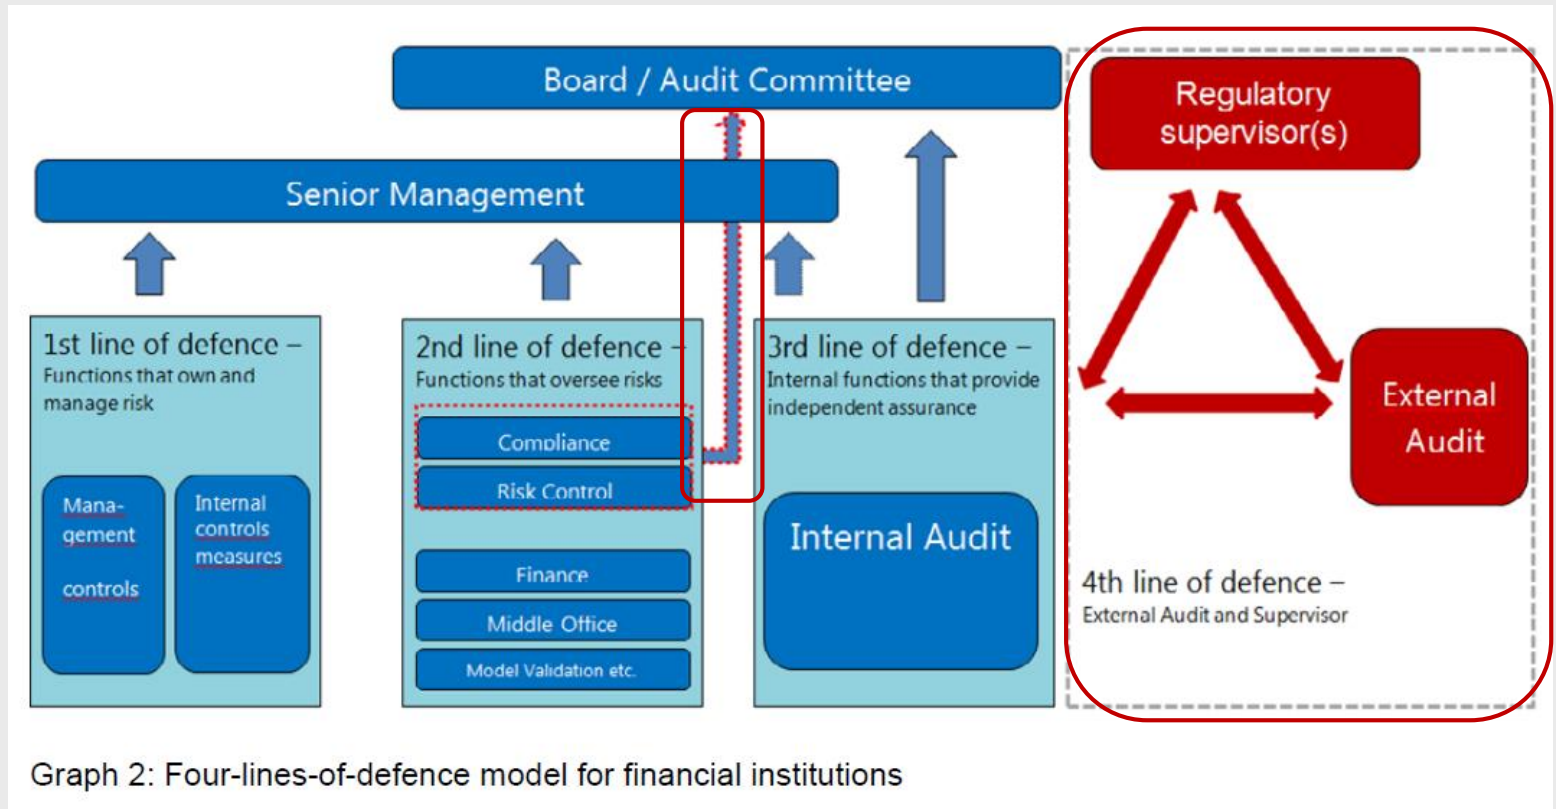 Board / Audit Committee
Regulatory
supervisor(s)
Senior Management
1st line of defence –
Functions that own and
manage risk
Mana-
gement
controls
Internal
controls
measures
2nd line of defence –
Functions that oversee risks
Compliance
Risk Control
Finance
Middle Office
Model Validation etc.
3rd line of defence –
Internal functions that provide
independent assurance
Internal Audit
External
Audit
4th line of defence –
External Audit and Supervisor
Graph 2: Four-lines-of-defence model for financial institutions